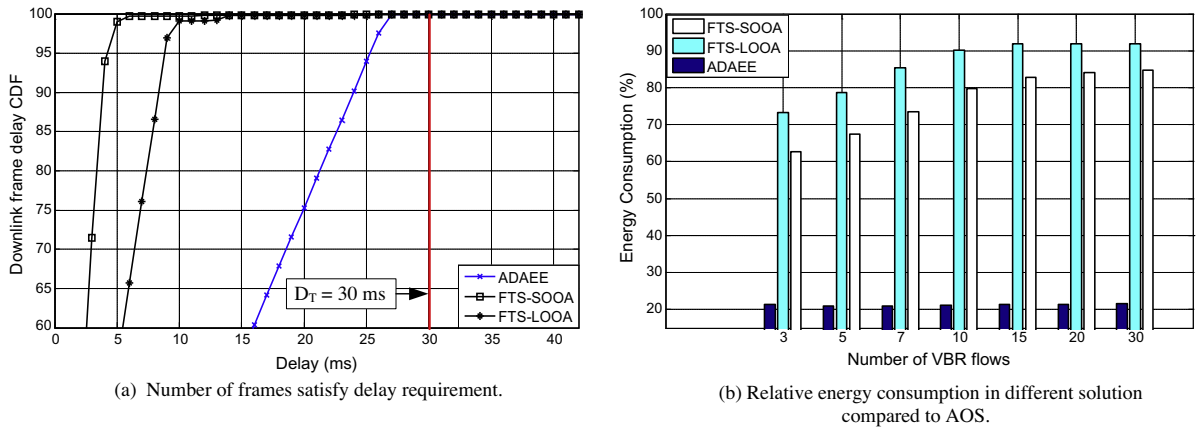 Downlink frame delay CDF
100
95
90
85
80
75
70
65
60
0
5
10
15
20
25
30
35
40
Delay (ms)
D_T = 30 ms
ADAEE
FTS-SOOA
FTS-LOOA
(a) Number of frames satisfy delay requirement.
Energy Consumption (%)
100
90
80
70
60
50
40
30
20
FTS-SOOA
FTS-LOOA
ADAEE
3
5
7
10
15
20
30
Number of VBR flows
(b) Relative energy consumption in different solution
compared to AOS.